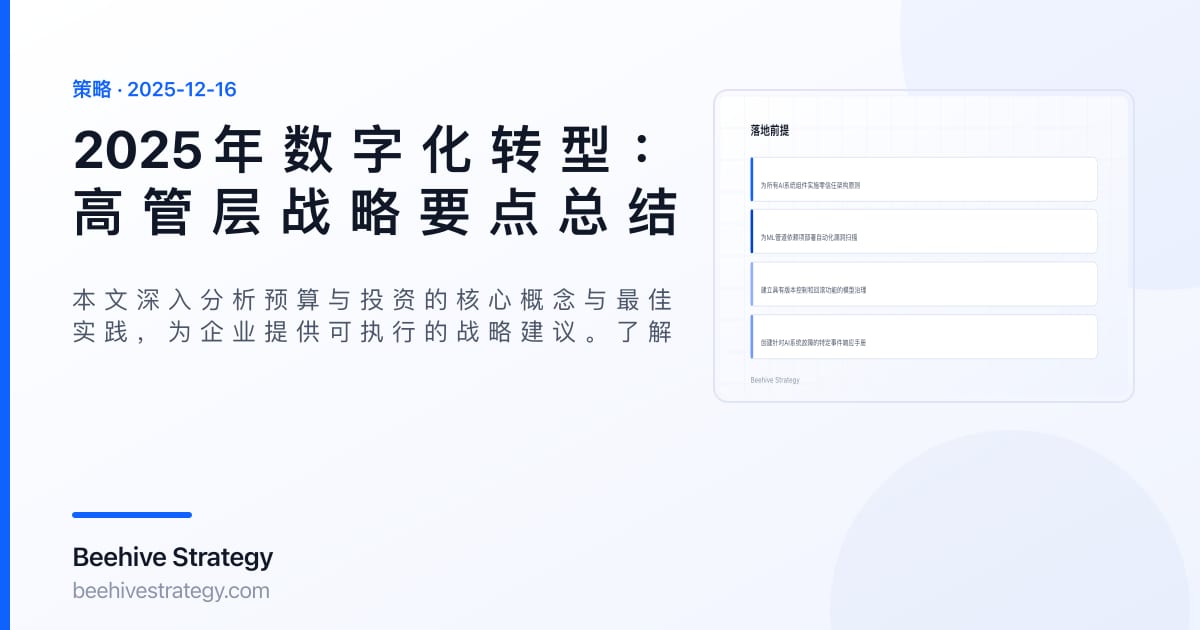 策略 · 2025-12-16
2025年数字化转型：
高管层战略要点总结
本文深入分析预算与投资的核心概念与最佳
实践，为企业提供可执行的战略建议。了解
落地前提
为所有AI系统组件实施零信任架构原则
为ML管道依赖项部署自动化漏洞扫描
建立具有版本控制和回滚功能的模型治理
创建针对AI系统故障的特定事件响应手册
Beehive Strategy
Beehive Strategy
beehivestrategy.com